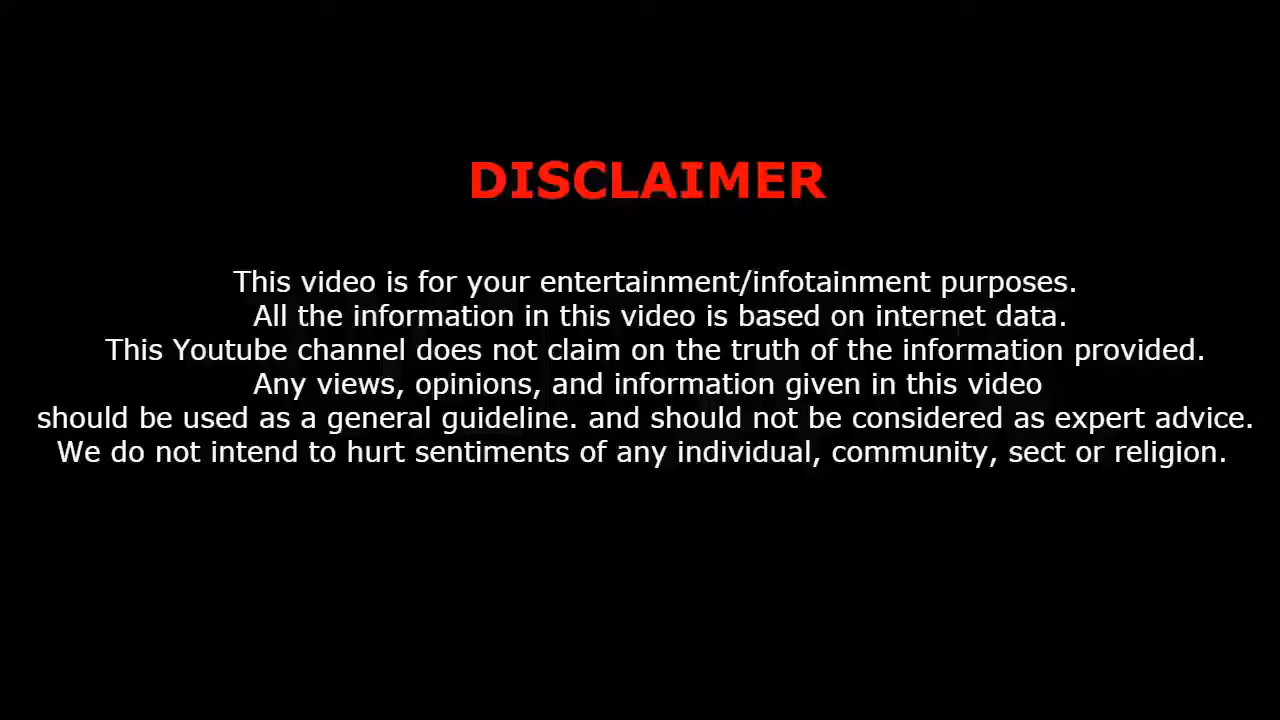 DISCLAIMER
This video is for your entertainment/infotainment purposes.
All the information in this video is based on internet data.
This Youtube channel does not claim on the truth of the information provided.
Any views, opinions, and information given in this video
should be used as a general guideline. and should not be considered as expert advice.
We do not intend to hurt sentiments of any individual, community, sect or religion.